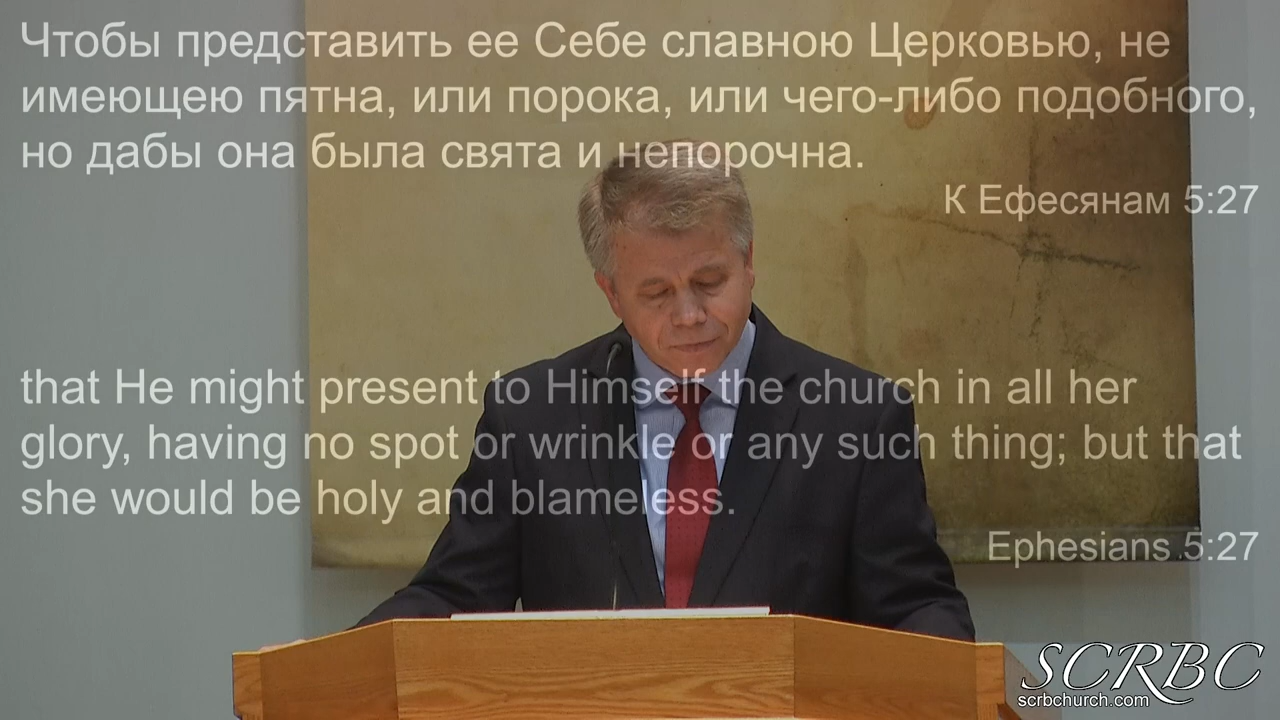 Чтобы представить ее Себе славною Церковью, не
имеющею пятна, или порока, или чего-либо подобного,
но дабы она была свята и непорочна.
К Ефесянам 5:27
that He might present to Himself the church in all her
glory, having no spot or wrinkle or any such thing; but that
she would be holy and blameless.
Ephesians 5:27
SCRBC
scrbchurch.com